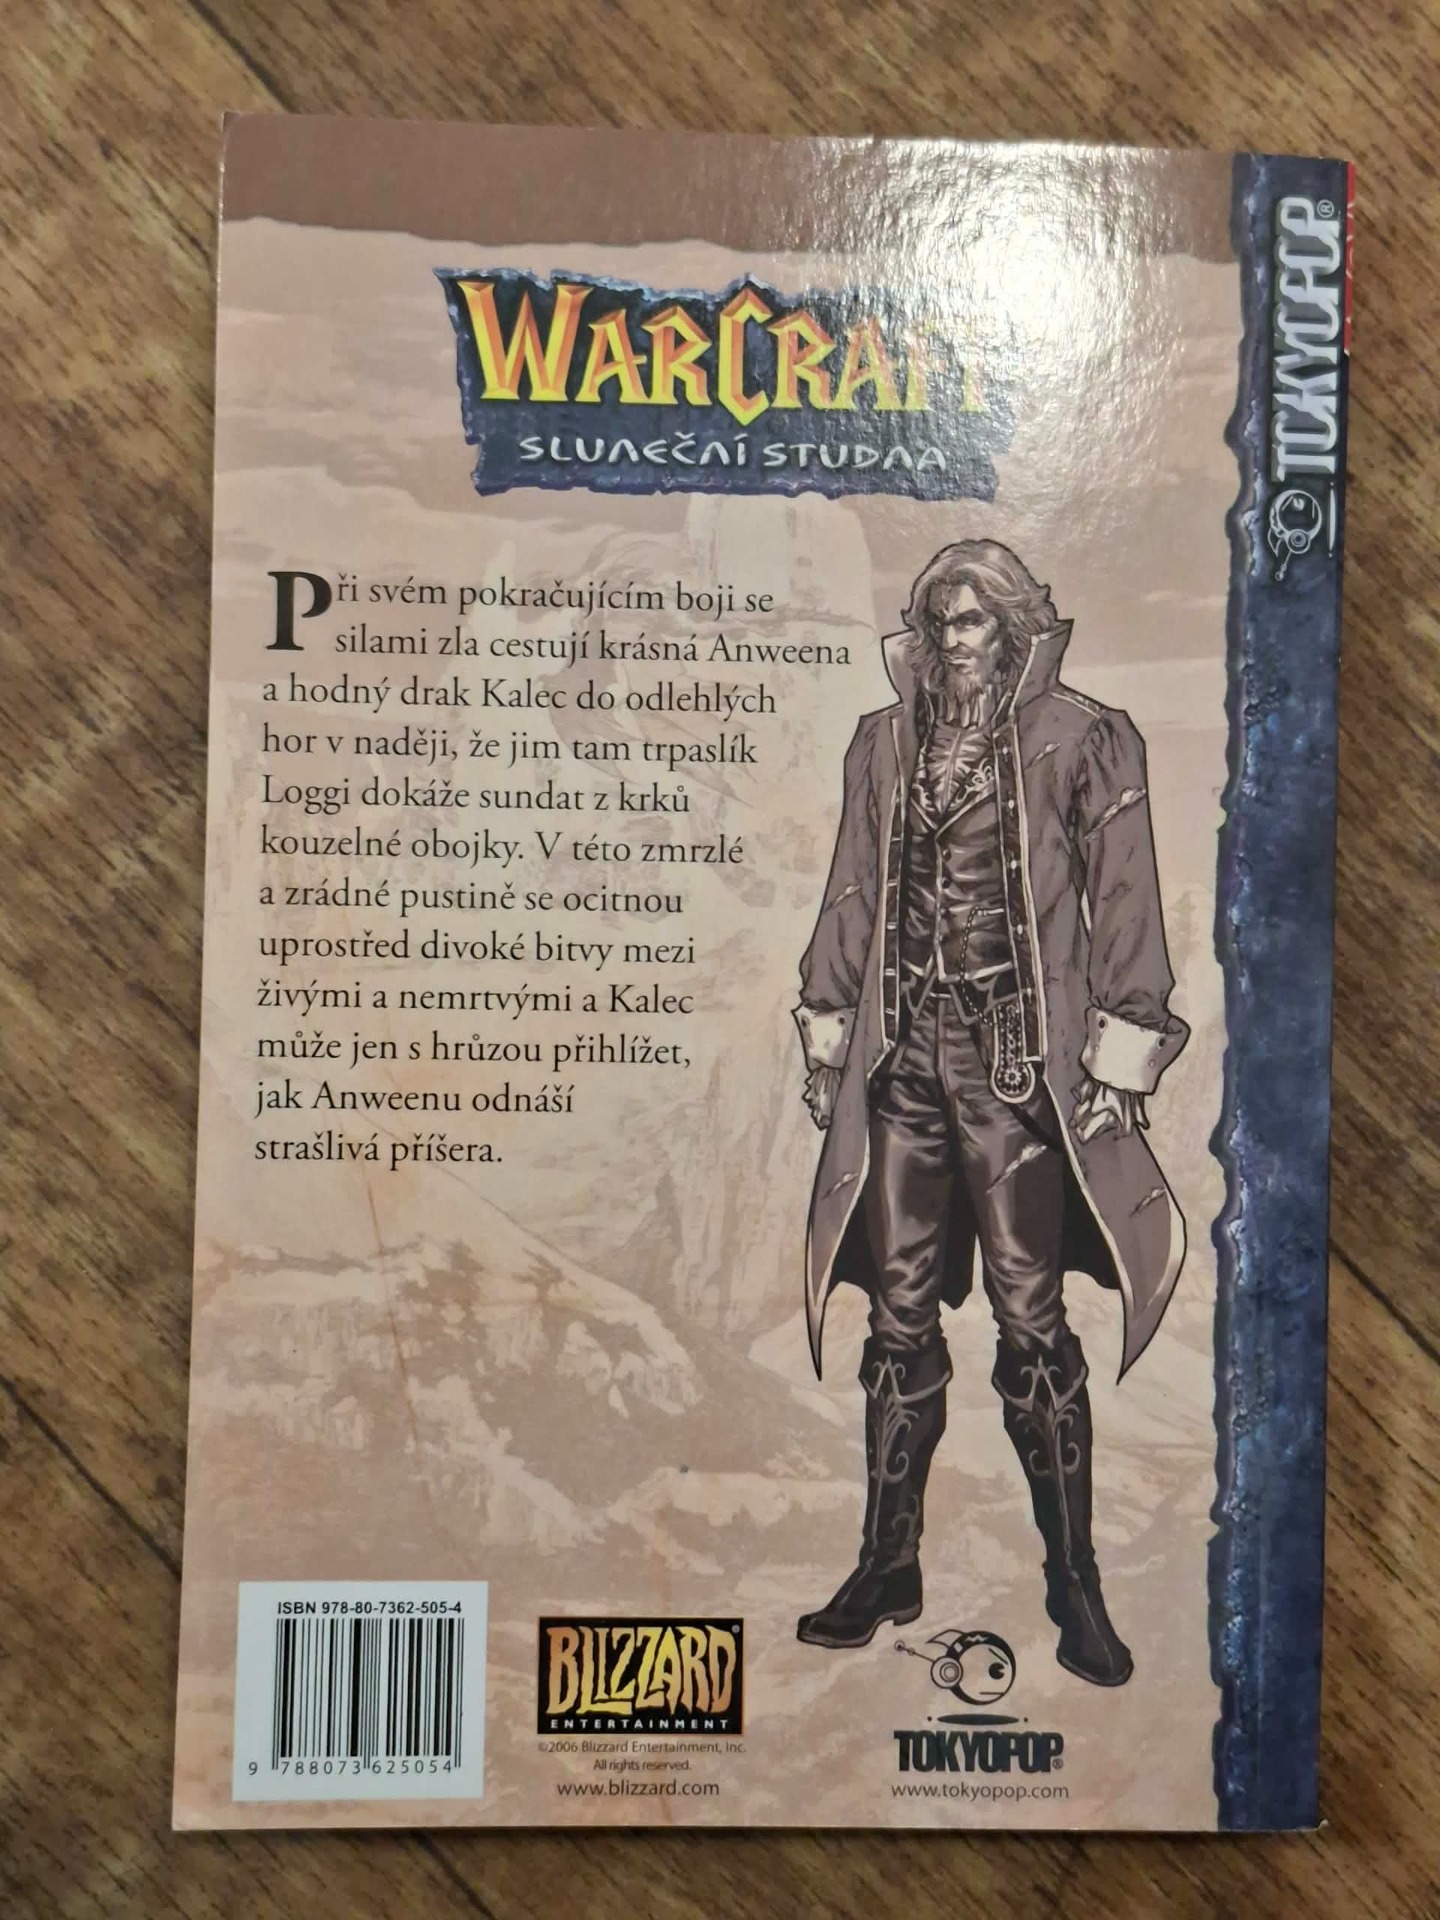 WARCRAFT
SLUNEČNÍ STUDNA
TOKYOPOP®
Při svém pokračujícím boji se
silami zla cestují krásná Anweena
a hodný drak Kalec do odlehlých
hor v naději, že jim tam trpaslík
Loggi dokáže sundat z krků
kouzelné obojky. V této zmrzlé
a zrádné pustině se ocitnou
uprostřed divoké bitvy mezi
živými a nemrtvými a Kalec
může jen s hrůzou přihlížet,
jak Anweenu odnáší
strašlivá příšera.
ISBN 978-80-7362-505-4
9 788073 625054
BLIZZARD®
ENTERTAINMENT
©2006 Blizzard Entertainment, Inc.
All rights reserved.
www.blizzard.com
TOKYOPOP®
www.tokyopop.com